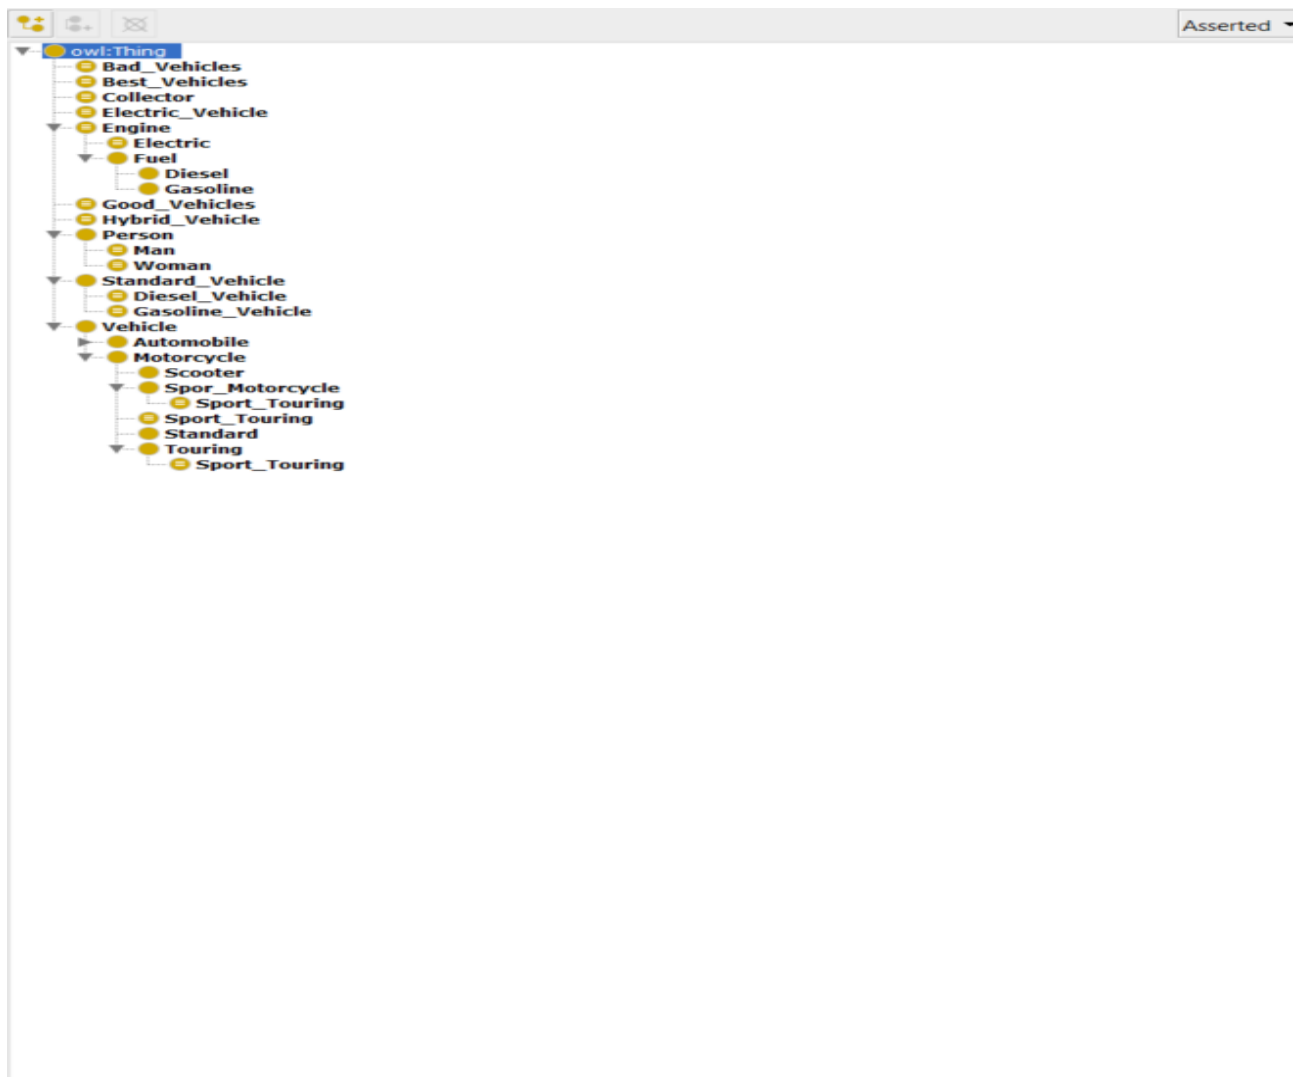 Asserted
owl:Thing
Bad_Vehicles
Best_Vehicles
Collector
Electric_Vehicle
Engine
Electric
Fuel
Diesel
Gasoline
Good_Vehicles
Hybrid_Vehicle
Person
Man
Woman
Standard_Vehicle
Diesel_Vehicle
Gasoline_Vehicle
Vehicle
Automobile
Motorcycle
Scooter
Spor_Motorcycle
Sport_Touring
Sport_Touring
Standard
Touring
Sport_Touring